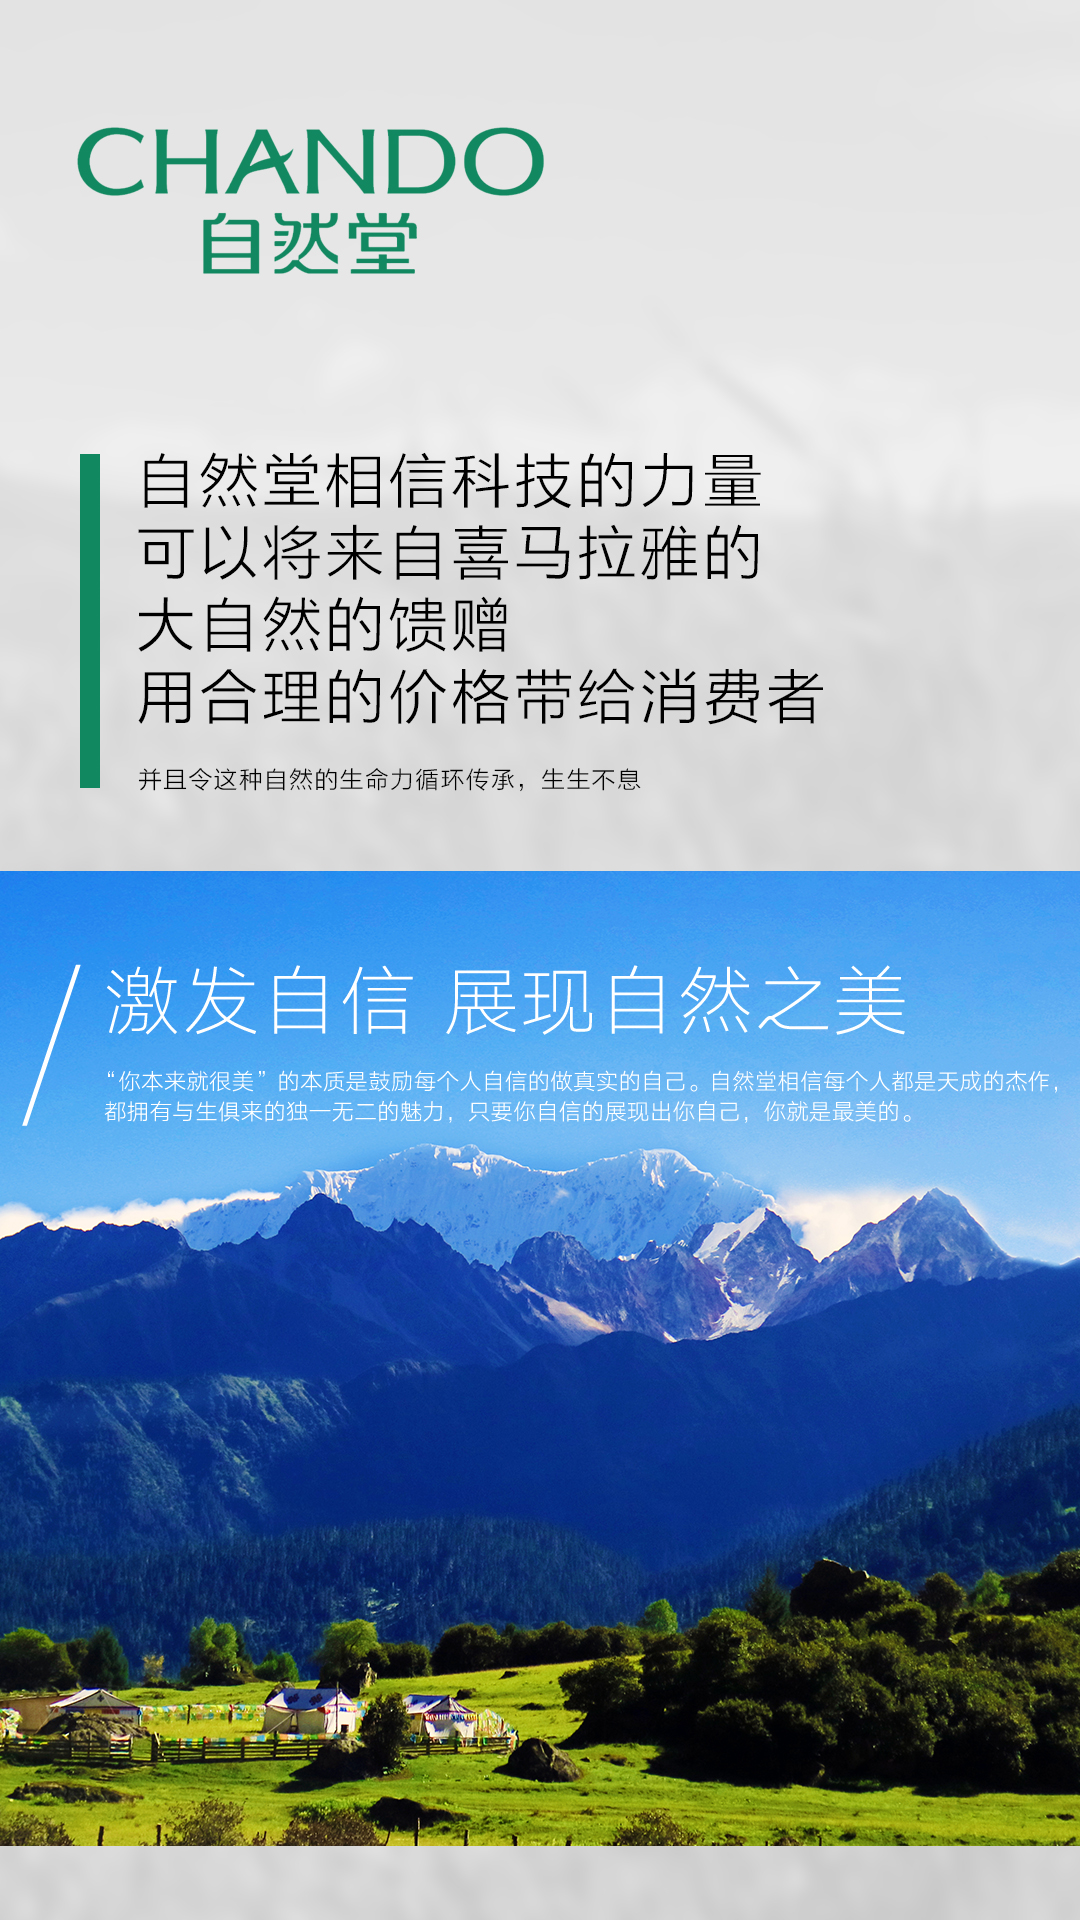 CHANDO
自然堂
自然堂相信科技的力量
可以将来自喜马拉雅的
大自然的馈赠
用合理的价格带给消费者
并且令这种自然的生命力循环传承，生生不息
激发自信 展现自然之美
“你本来就很美”的本质是鼓励每个人自信的做真实的自己。自然堂相信每个人都是天成的杰作，
都拥有与生俱来的独一无二的魅力，只要你自信的展现出你自己，你就是最美的。